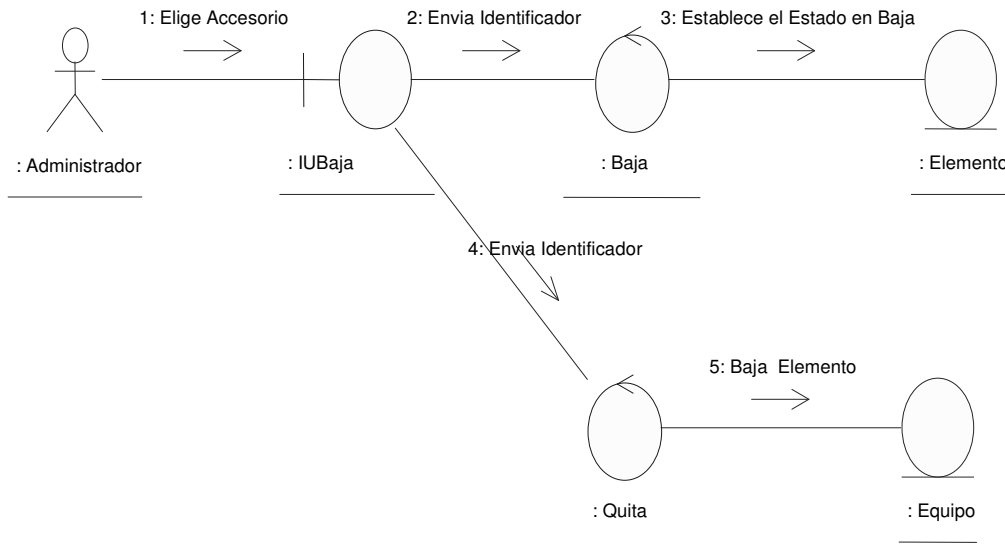 1: Elige Accesorio
2: Envia Identificador
3: Establece el Estado en Baja
: Administrador
: IUBaja
: Baja
: Elemento
4: Envia Identificador
5: Baja Elemento
: Quita
: Equipo